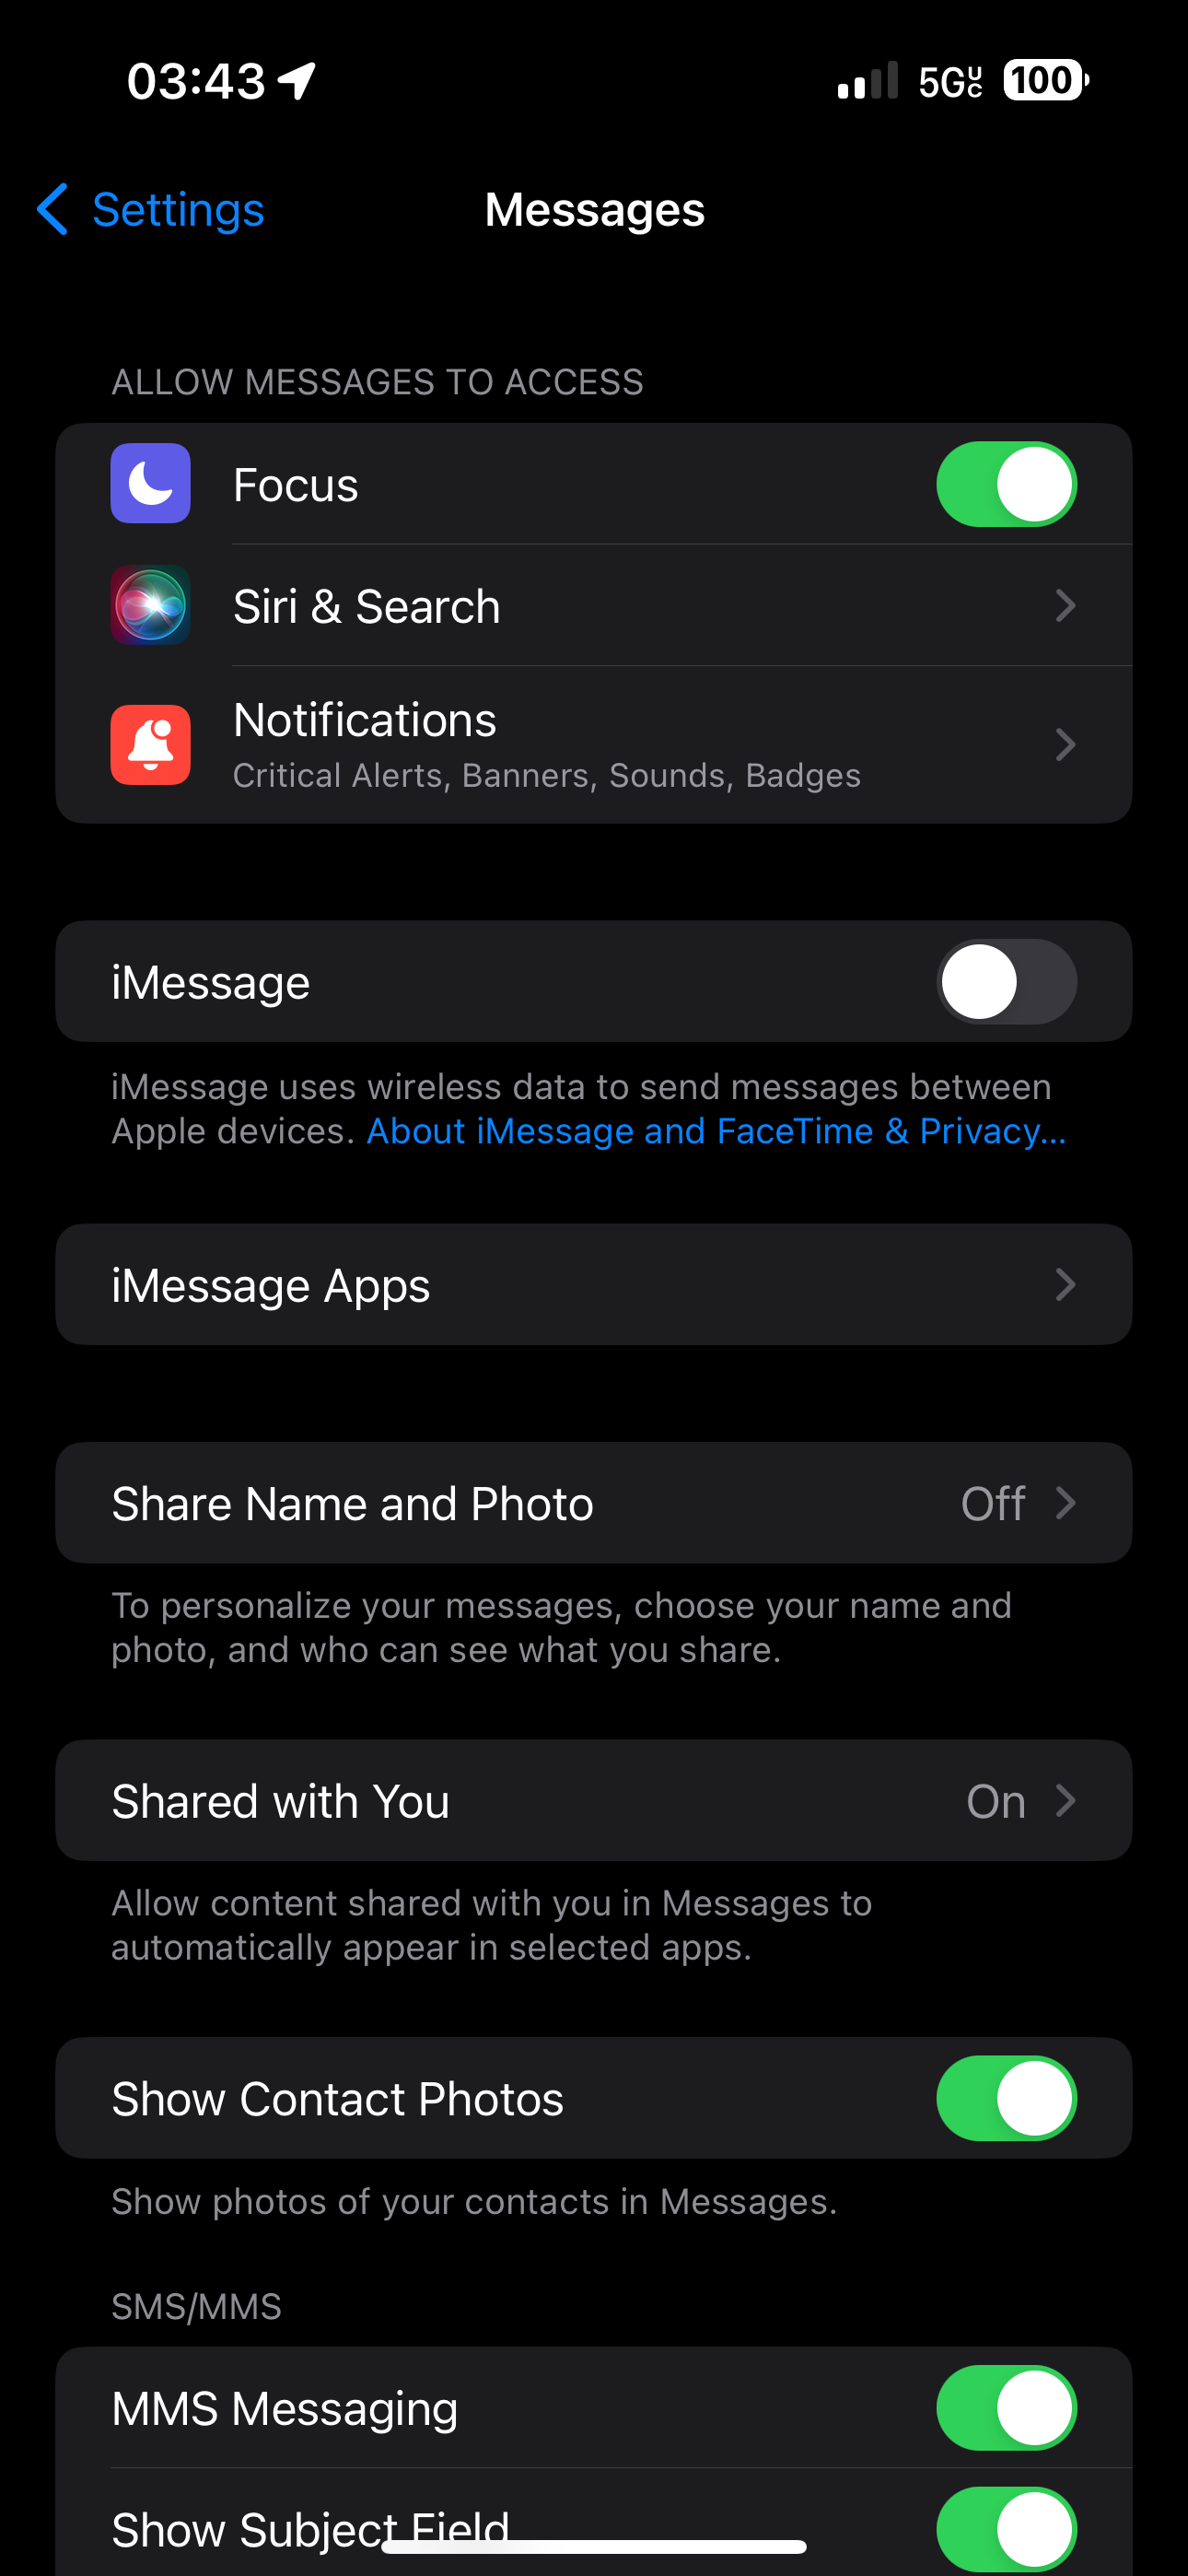 03:43
5G UC
100
Settings
Messages
ALLOW MESSAGES TO ACCESS
Focus
Siri & Search
Notifications
Critical Alerts, Banners, Sounds, Badges
iMessage
iMessage uses wireless data to send messages between
Apple devices. About iMessage and FaceTime & Privacy...
iMessage Apps
Share Name and Photo
Off
To personalize your messages, choose your name and
photo, and who can see what you share.
Shared with You
On
Allow content shared with you in Messages to
automatically appear in selected apps.
Show Contact Photos
Show photos of your contacts in Messages.
SMS/MMS
MMS Messaging
Show Subject Field